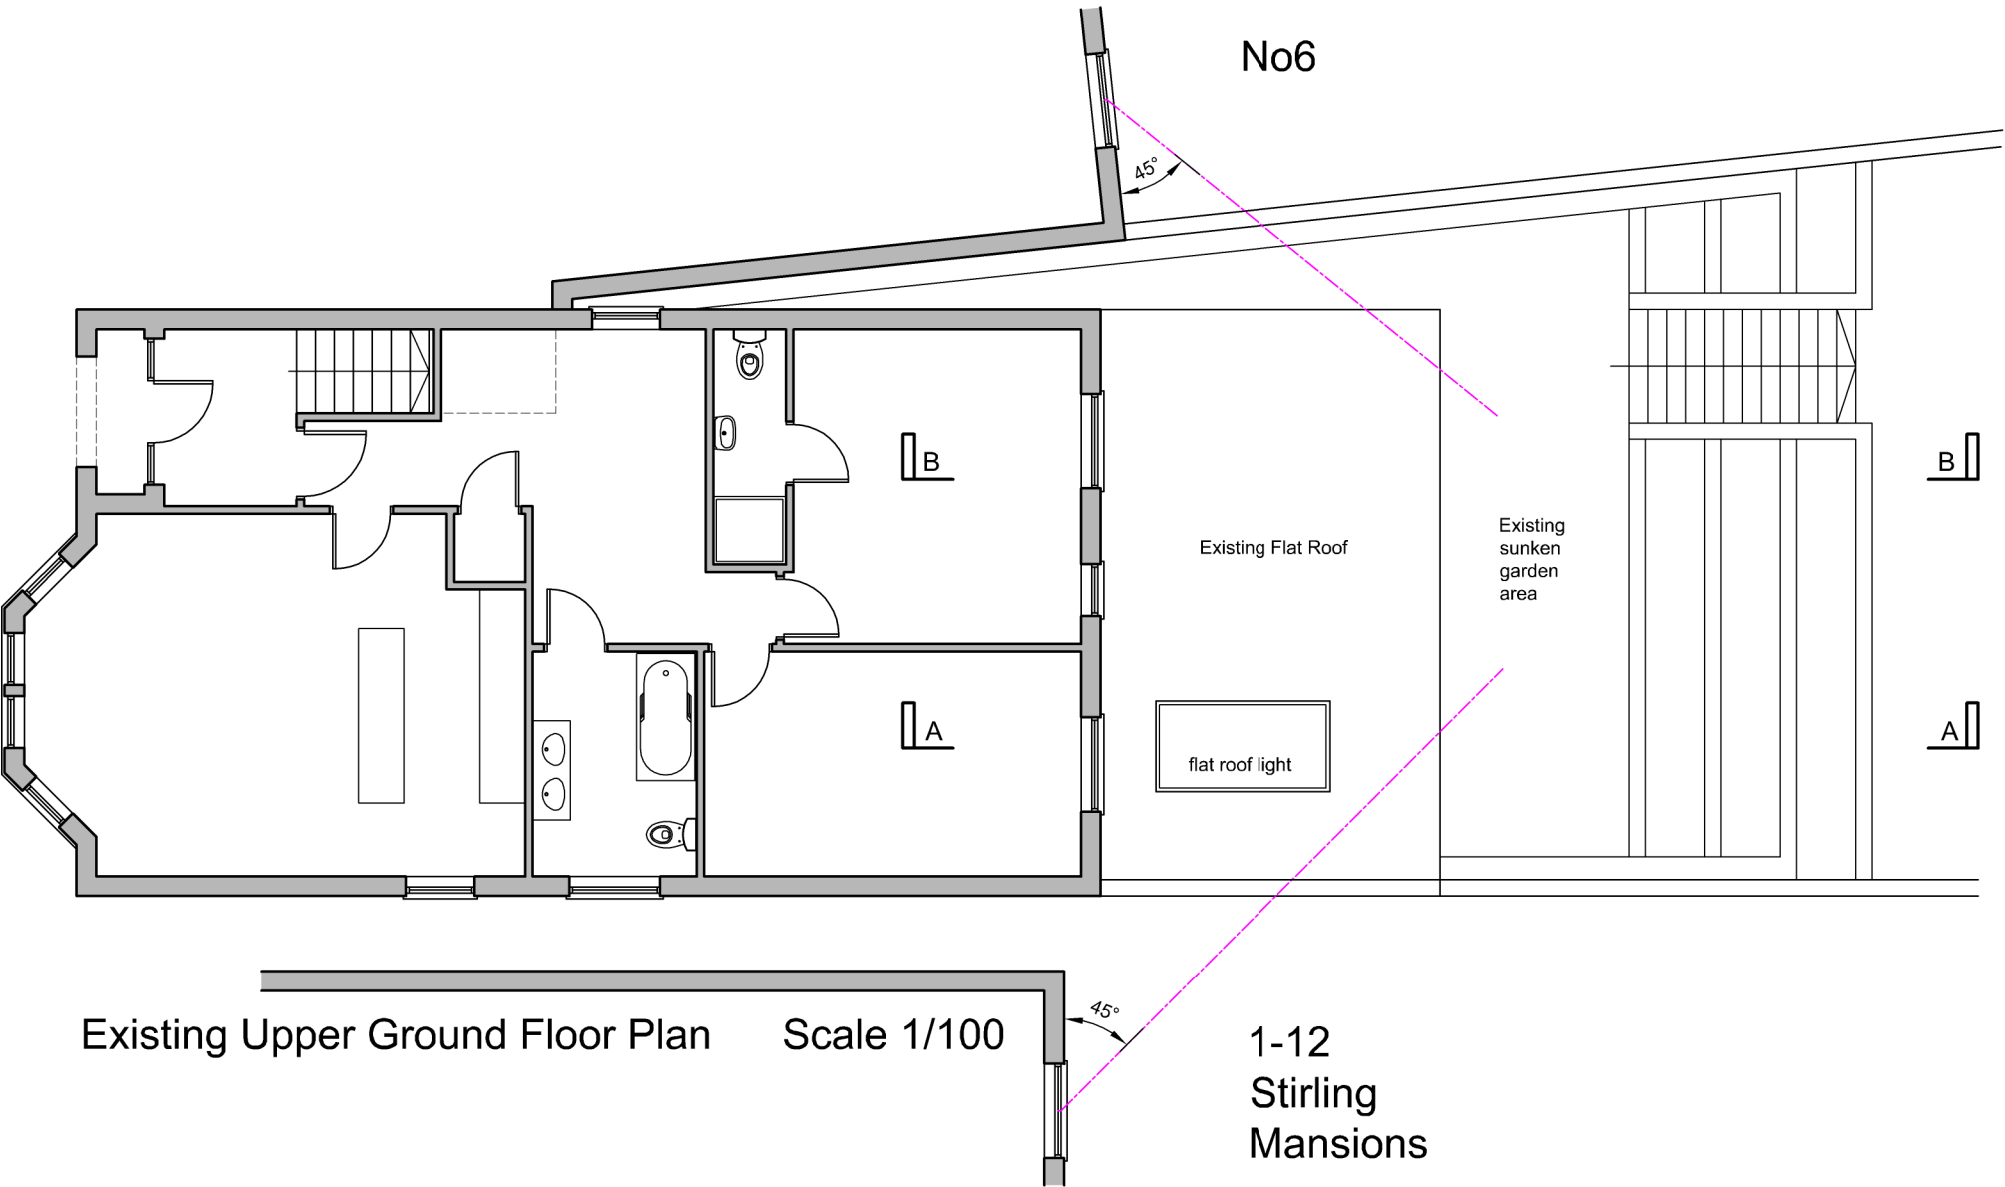 No6
45°
B
B
Existing Flat Roof
Existing
sunken
garden
area
A
A
flat roof light
45°
Existing Upper Ground Floor Plan
Scale 1/100
1-12
Stirling
Mansions